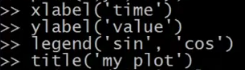 >> xlabel('time')
>> ylabel('value')
>> legend('sin', 'cos')
>> title('my plot')